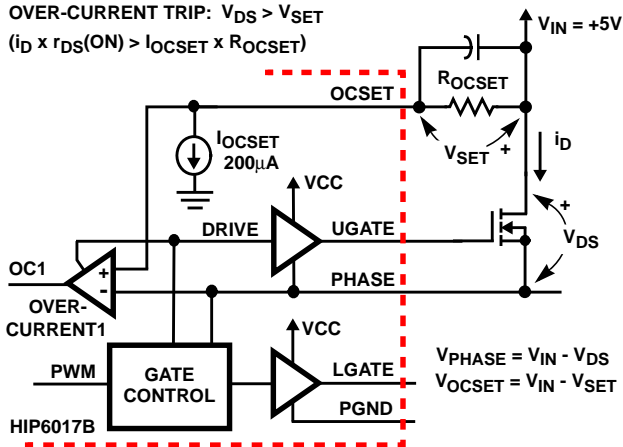 OVER-CURRENT TRIP: VDS > VSET
(iD x rDS(ON) > IOCSET x ROCSET)
VIN = +5V
ROCSET
OCSET
IOCSET
200µA
VSET +
iD
VCC
DRIVE
UGATE
+
VDS
OC1
+
-
PHASE
OVER-
CURRENT1
VCC
PWM
GATE
CONTROL
LGATE
PGND
VPHASE = VIN - VDS
VOCSET = VIN - VSET
HIP6017B